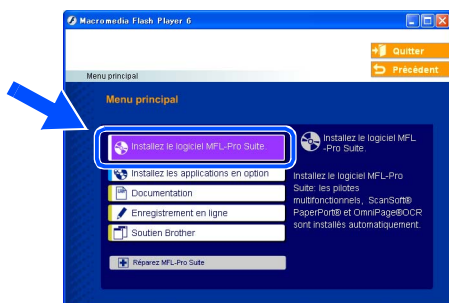 Macromedia Flash Player 6
Quitter
Précédent
Menu principal
Menu principal
Installez le logiciel MFL-Pro Suite.
Installez les applications en option
Documentation
Enregistrement en ligne
Soutien Brother
Réparez MFL-Pro Suite
Installez le logiciel MFL
-Pro Suite.
Installez le logiciel MFL-Pro
Suite: les pilotes
multifonctionnels, ScanSoft®
PaperPort® et OmniPage®OCR
sont installés automatiquement.